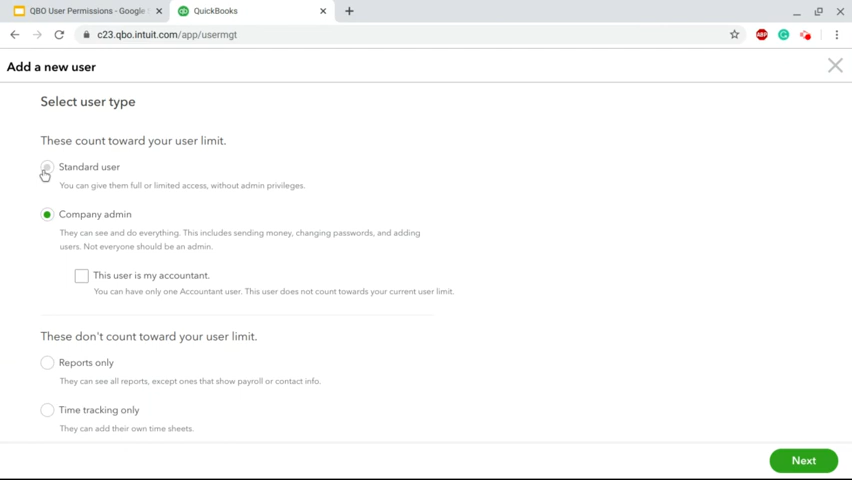 QBO User Permissions - Google
QuickBooks
c23.qbo.intuit.com/app/usermgt
ABP
Add a new user
Select user type
These count toward your user limit.
Standard user
You can give them full or limited access, without admin privileges.
Company admin
They can see and do everything. This includes sending money, changing passwords, and adding
users. Not everyone should be an admin.
This user is my accountant.
You can have only one Accountant user. This user does not count towards your current user limit.
These don't count toward your user limit.
Reports only
They can see all reports, except ones that show payroll or contact info.
Time tracking only
They can add their own time sheets.
Next